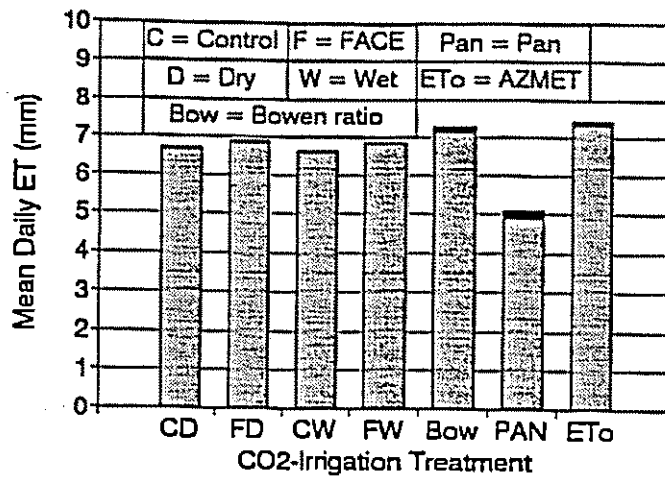 10
9
8
7
6
5
4
3
2
1
0
Mean Daily ET (mm)
C = Control F = FACE Pan = Pan
D = Dry W = Wet ETo = AZMET
Bow = Bowen ratio
CD FD CW FW Bow PAN ETo
CO2-Irrigation Treatment